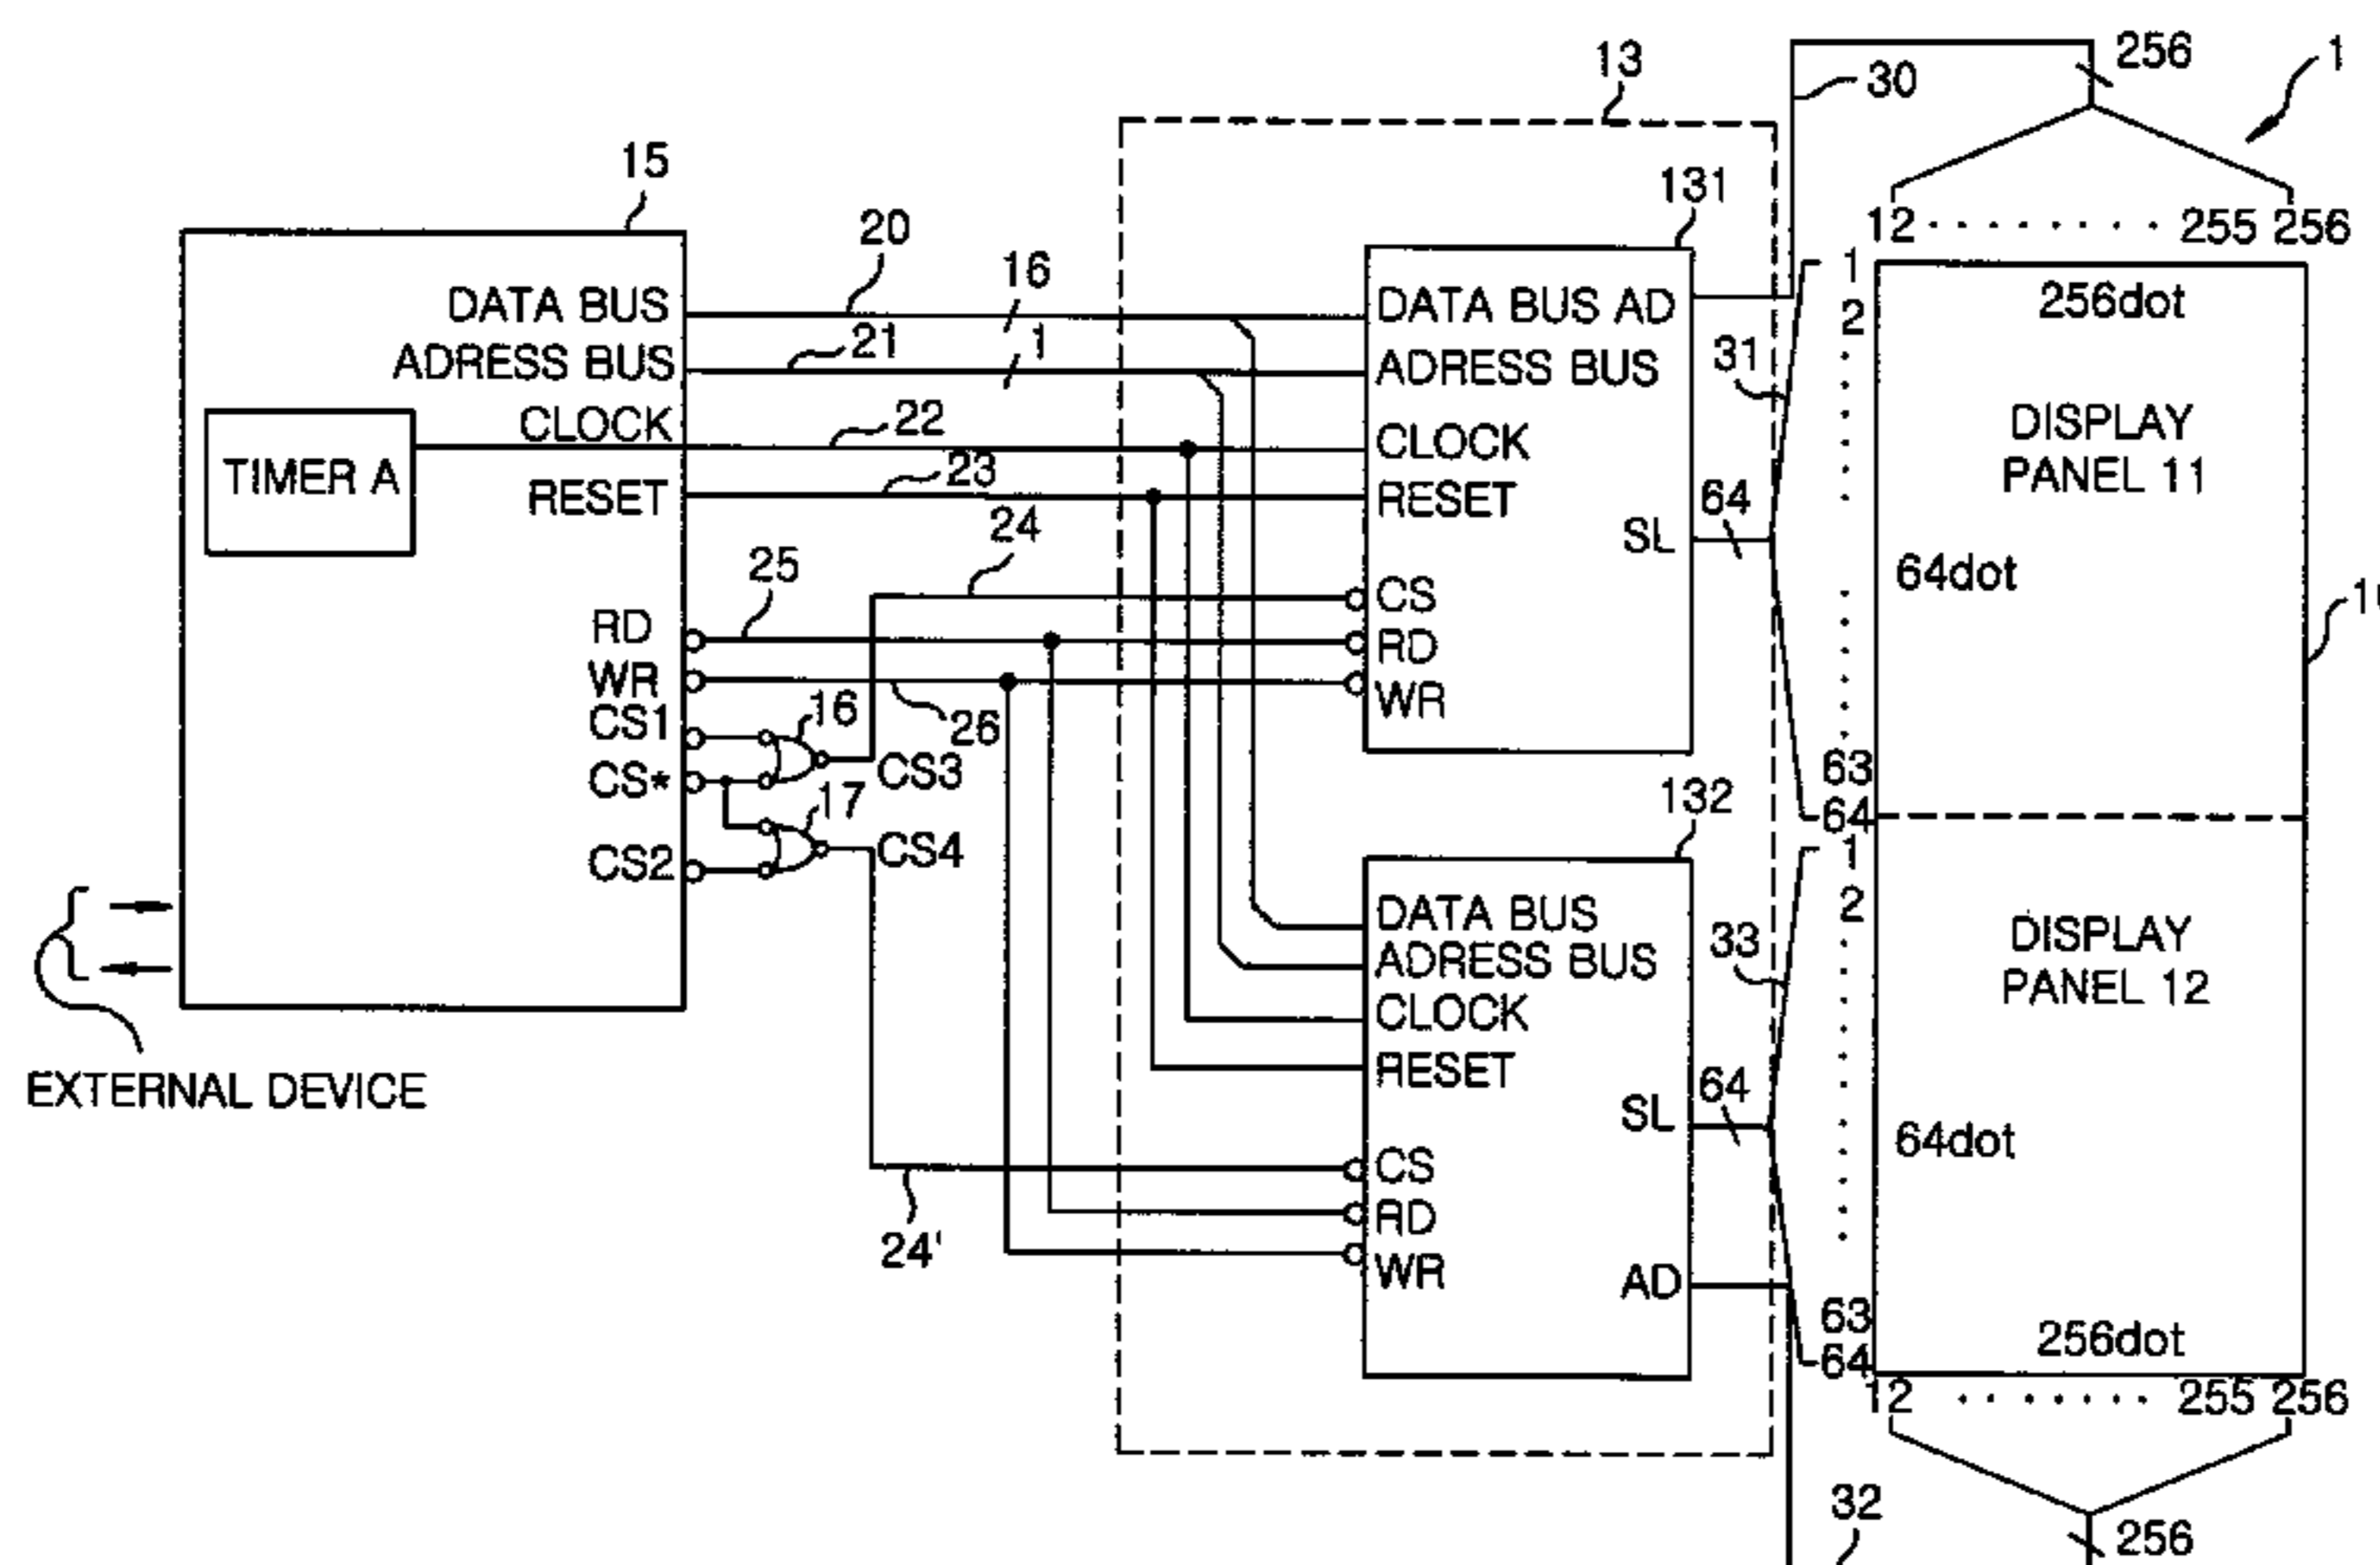 13
30
256
1
15
131
20
16
12 · · · · · · · 255 256
DATA BUS
DATA BUS AD
1
256dot
21
1
31
2
ADRESS BUS
ADRESS BUS
CLOCK
22
CLOCK
DISPLAY
PANEL 11
TIMER A
23
RESET
RESET
24
64
SL
25
64dot
CS
RD
RD
WR
16
26
WR
CS1
CS*
CS3
63
17
132
64
CS2
CS4
1
2
DATA BUS
33
DISPLAY
PANEL 12
ADRESS BUS
CLOCK
EXTERNAL DEVICE
RESET
64
SL
64dot
CS
RD
24'
WR
AD
63
256dot
64
12 · · · · · · · 255 256
32
256